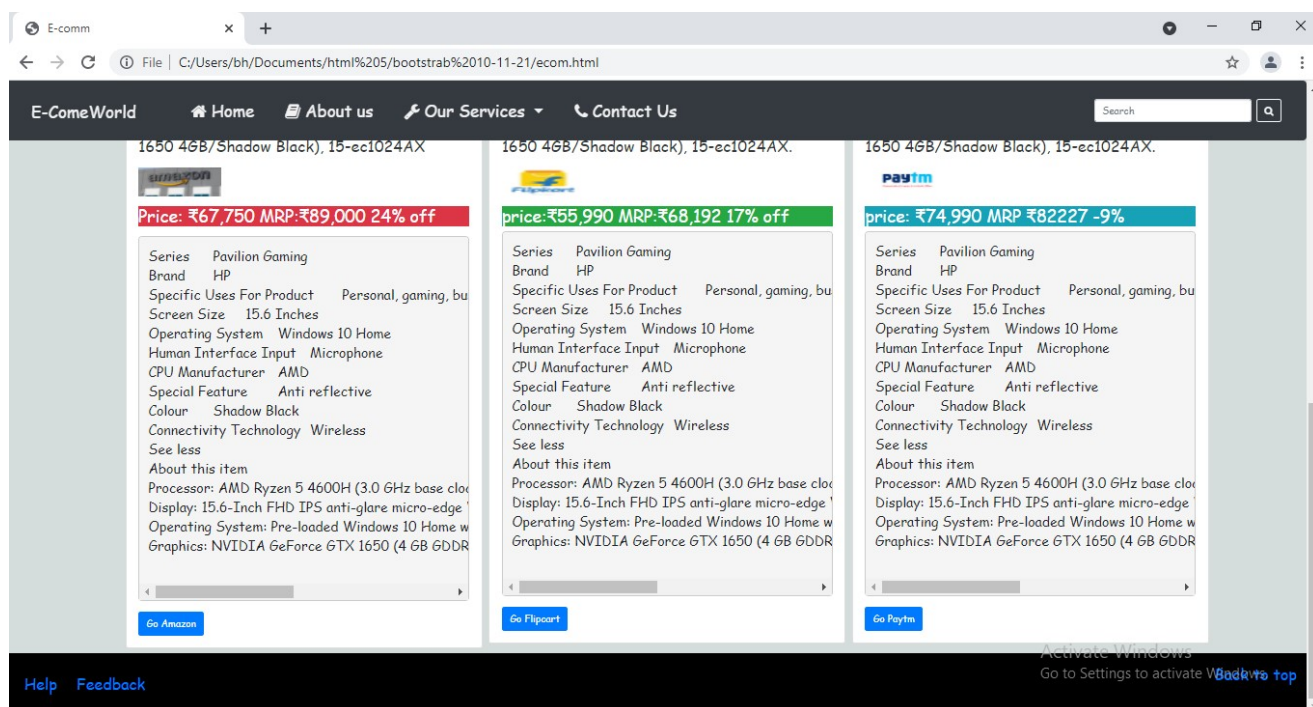 E-comm
File | C:/Users/bh/Documents/html%205/bootstrab%2010-11-21/ecom.html
E-ComeWorld Home About us Our Services Contact Us Search
1650 4GB/Shadow Black), 15-ec1024AX
amazon
Price: ₹67,750 MRP:₹89,000 24% off
Series Pavilion Gaming
Brand HP
Specific Uses For Product Personal, gaming, bu
Screen Size 15.6 Inches
Operating System Windows 10 Home
Human Interface Input Microphone
CPU Manufacturer AMD
Special Feature Anti reflective
Colour Shadow Black
Connectivity Technology Wireless
See less
About this item
Processor: AMD Ryzen 5 4600H (3.0 GHz base cloc
Display: 15.6-Inch FHD IPS anti-glare micro-edge
Operating System: Pre-loaded Windows 10 Home w
Graphics: NVIDIA GeForce GTX 1650 (4 GB GDDR
Go Amazon
1650 4GB/Shadow Black), 15-ec1024AX.
Flipkart
price:₹55,990 MRP:₹68,192 17% off
Series Pavilion Gaming
Brand HP
Specific Uses For Product Personal, gaming, bu
Screen Size 15.6 Inches
Operating System Windows 10 Home
Human Interface Input Microphone
CPU Manufacturer AMD
Special Feature Anti reflective
Colour Shadow Black
Connectivity Technology Wireless
See less
About this item
Processor: AMD Ryzen 5 4600H (3.0 GHz base cloc
Display: 15.6-Inch FHD IPS anti-glare micro-edge
Operating System: Pre-loaded Windows 10 Home w
Graphics: NVIDIA GeForce GTX 1650 (4 GB GDDR
Go Flipcart
1650 4GB/Shadow Black), 15-ec1024AX.
Paytm
price: ₹74,990 MRP ₹82227 -9%
Series Pavilion Gaming
Brand HP
Specific Uses For Product Personal, gaming, bu
Screen Size 15.6 Inches
Operating System Windows 10 Home
Human Interface Input Microphone
CPU Manufacturer AMD
Special Feature Anti reflective
Colour Shadow Black
Connectivity Technology Wireless
See less
About this item
Processor: AMD Ryzen 5 4600H (3.0 GHz base cloc
Display: 15.6-Inch FHD IPS anti-glare micro-edge
Operating System: Pre-loaded Windows 10 Home w
Graphics: NVIDIA GeForce GTX 1650 (4 GB GDDR
Go Paytm
Activate Windows
Go to Settings to activate Windows.
Help Feedback Back to top